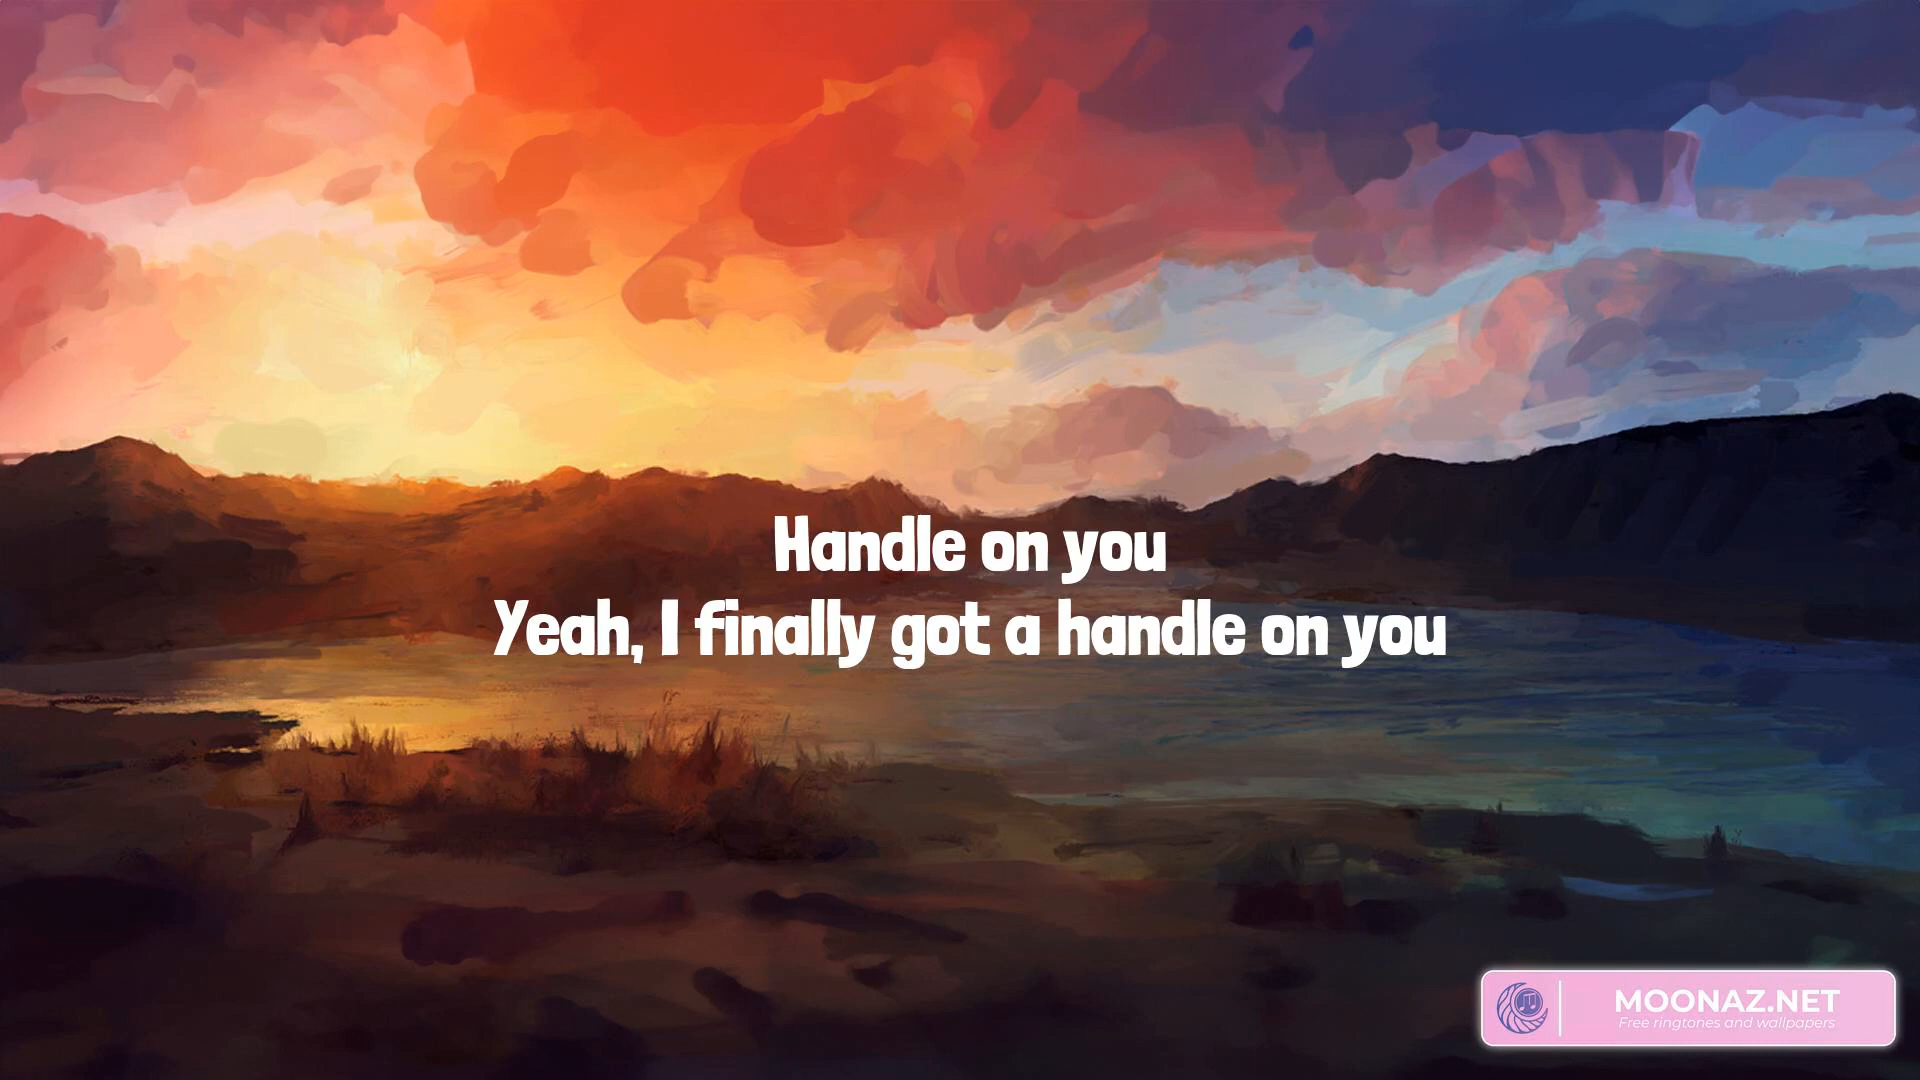 Handle on you
Yeah, I finally got a handle on you
MOONAZ.NET
Free ringtones and wallpapers